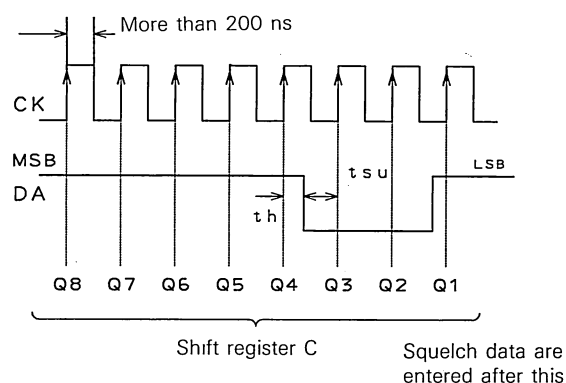 More than 200 ns
CK
MSB
LSB
tsu
DA
th
Q8 Q7 Q6 Q5 Q4 Q3 Q2 Q1
Shift register C
Squelch data are
entered after this